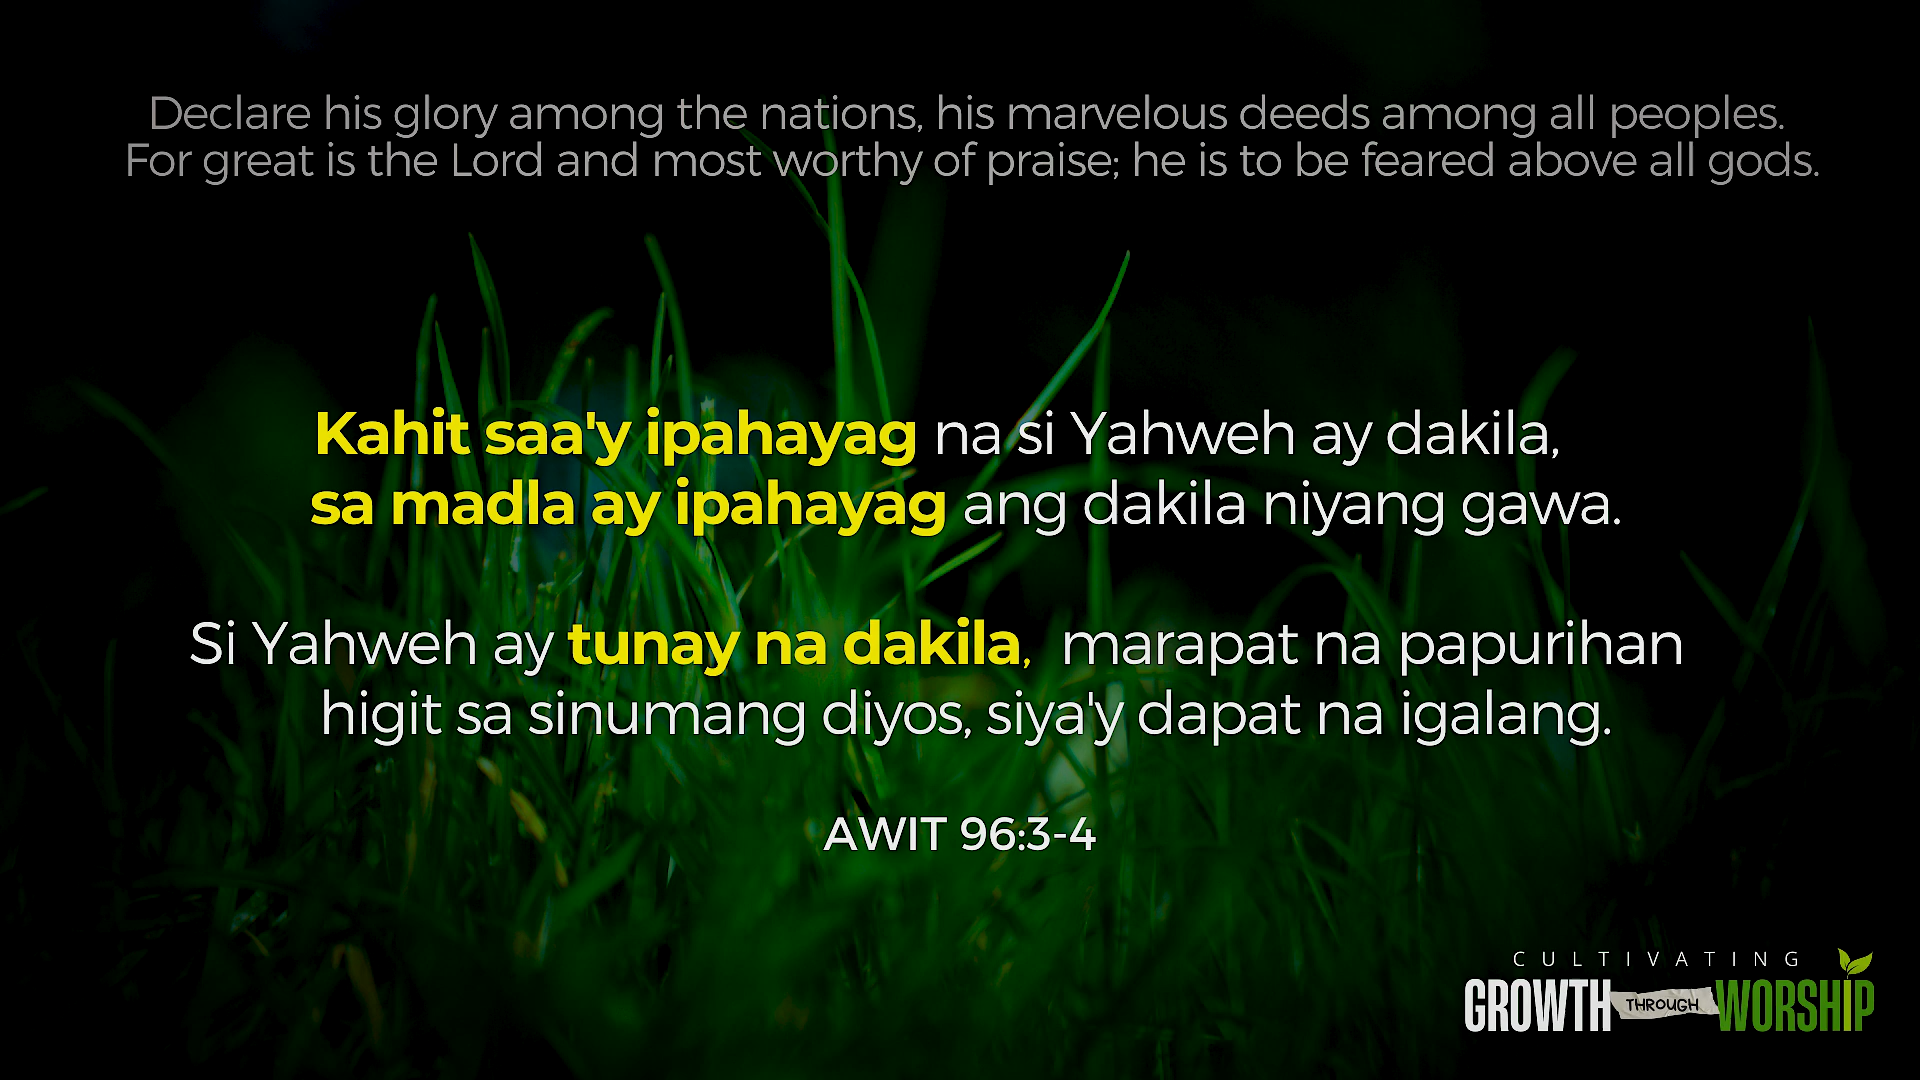 Declare his glory among the nations, his marvelous deeds among all peoples.
For great is the Lord and most worthy of praise; he is to be feared above all gods.
Kahit saa'y ipahayag na si Yahweh ay dakila,
sa madla ay ipahayag ang dakila niyang gawa.
Si Yahweh ay tunay na dakila, marapat na papurihan
higit sa sinumang diyos, siya'y dapat na igalang.
AWIT 96:3-4
CULTIVATING
GROWTH THROUGH WORSHIP